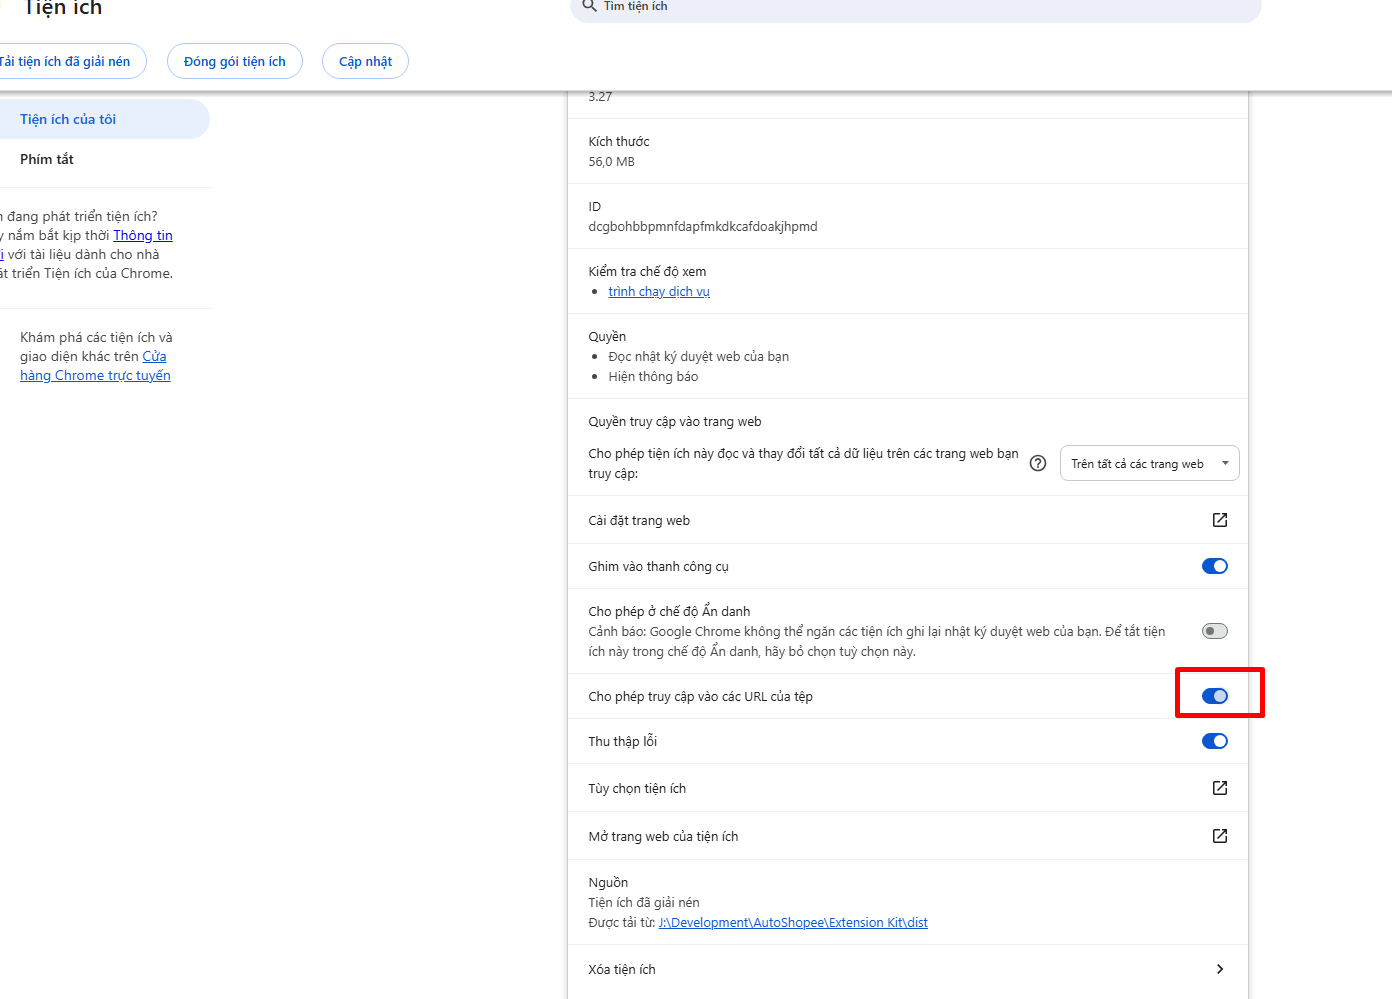 Tiện ích
Tìm tiện ích
Tải tiện ích đã giải nén
Đóng gói tiện ích
Cập nhật
Tiện ích của tôi
Phím tắt
đang phát triển tiện ích?
nắm bắt kịp thời Thông tin
với tài liệu dành cho nhà
triển Tiện ích của Chrome.
Khám phá các tiện ích và
giao diện khác trên Cửa
hàng Chrome trực tuyến
3.27
Kích thước
56,0 MB
ID
dcgbohbbpmnfdapfmkdkcafdoakjhpmd
Kiểm tra chế độ xem
trình chạy dịch vụ
Quyền
Đọc nhật ký duyệt web của bạn
Hiện thông báo
Quyền truy cập vào trang web
Cho phép tiện ích này đọc và thay đổi tất cả dữ liệu trên các trang web bạn
truy cập:
Trên tất cả các trang web
Cài đặt trang web
Ghim vào thanh công cụ
Cho phép ở chế độ Ẩn danh
Cảnh báo: Google Chrome không thể ngăn các tiện ích ghi lại nhật ký duyệt web của bạn. Để tắt tiện
ích này trong chế độ Ẩn danh, hãy bỏ chọn tuỳ chọn này.
Cho phép truy cập vào các URL của tệp
Thu thập lỗi
Tùy chọn tiện ích
Mở trang web của tiện ích
Nguồn
Tiện ích đã giải nén
Được tải từ: J:\Development\AutoShopee\Extension Kit\dist
Xóa tiện ích